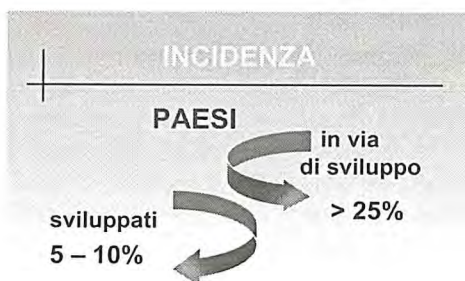 INCIDENZA
PAESI
in via
di sviluppo
> 25%
sviluppati
5 – 10%